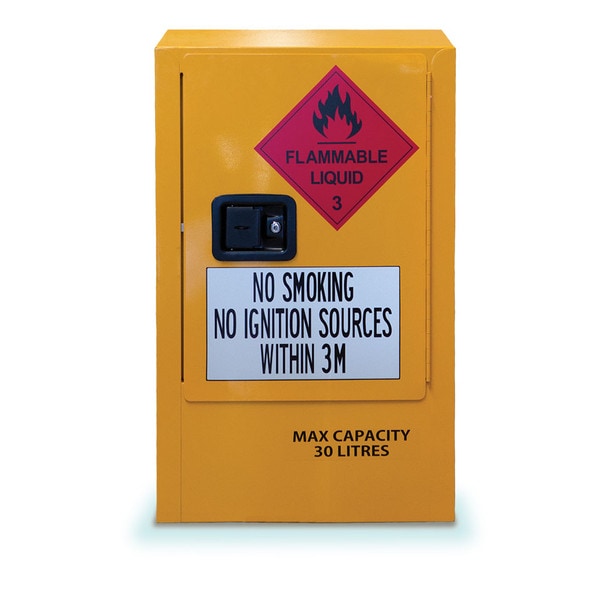 FLAMMABLE
LIQUID
3
NO SMOKING
NO IGNITION SOURCES
WITHIN 3M
MAX CAPACITY
30 LITRES